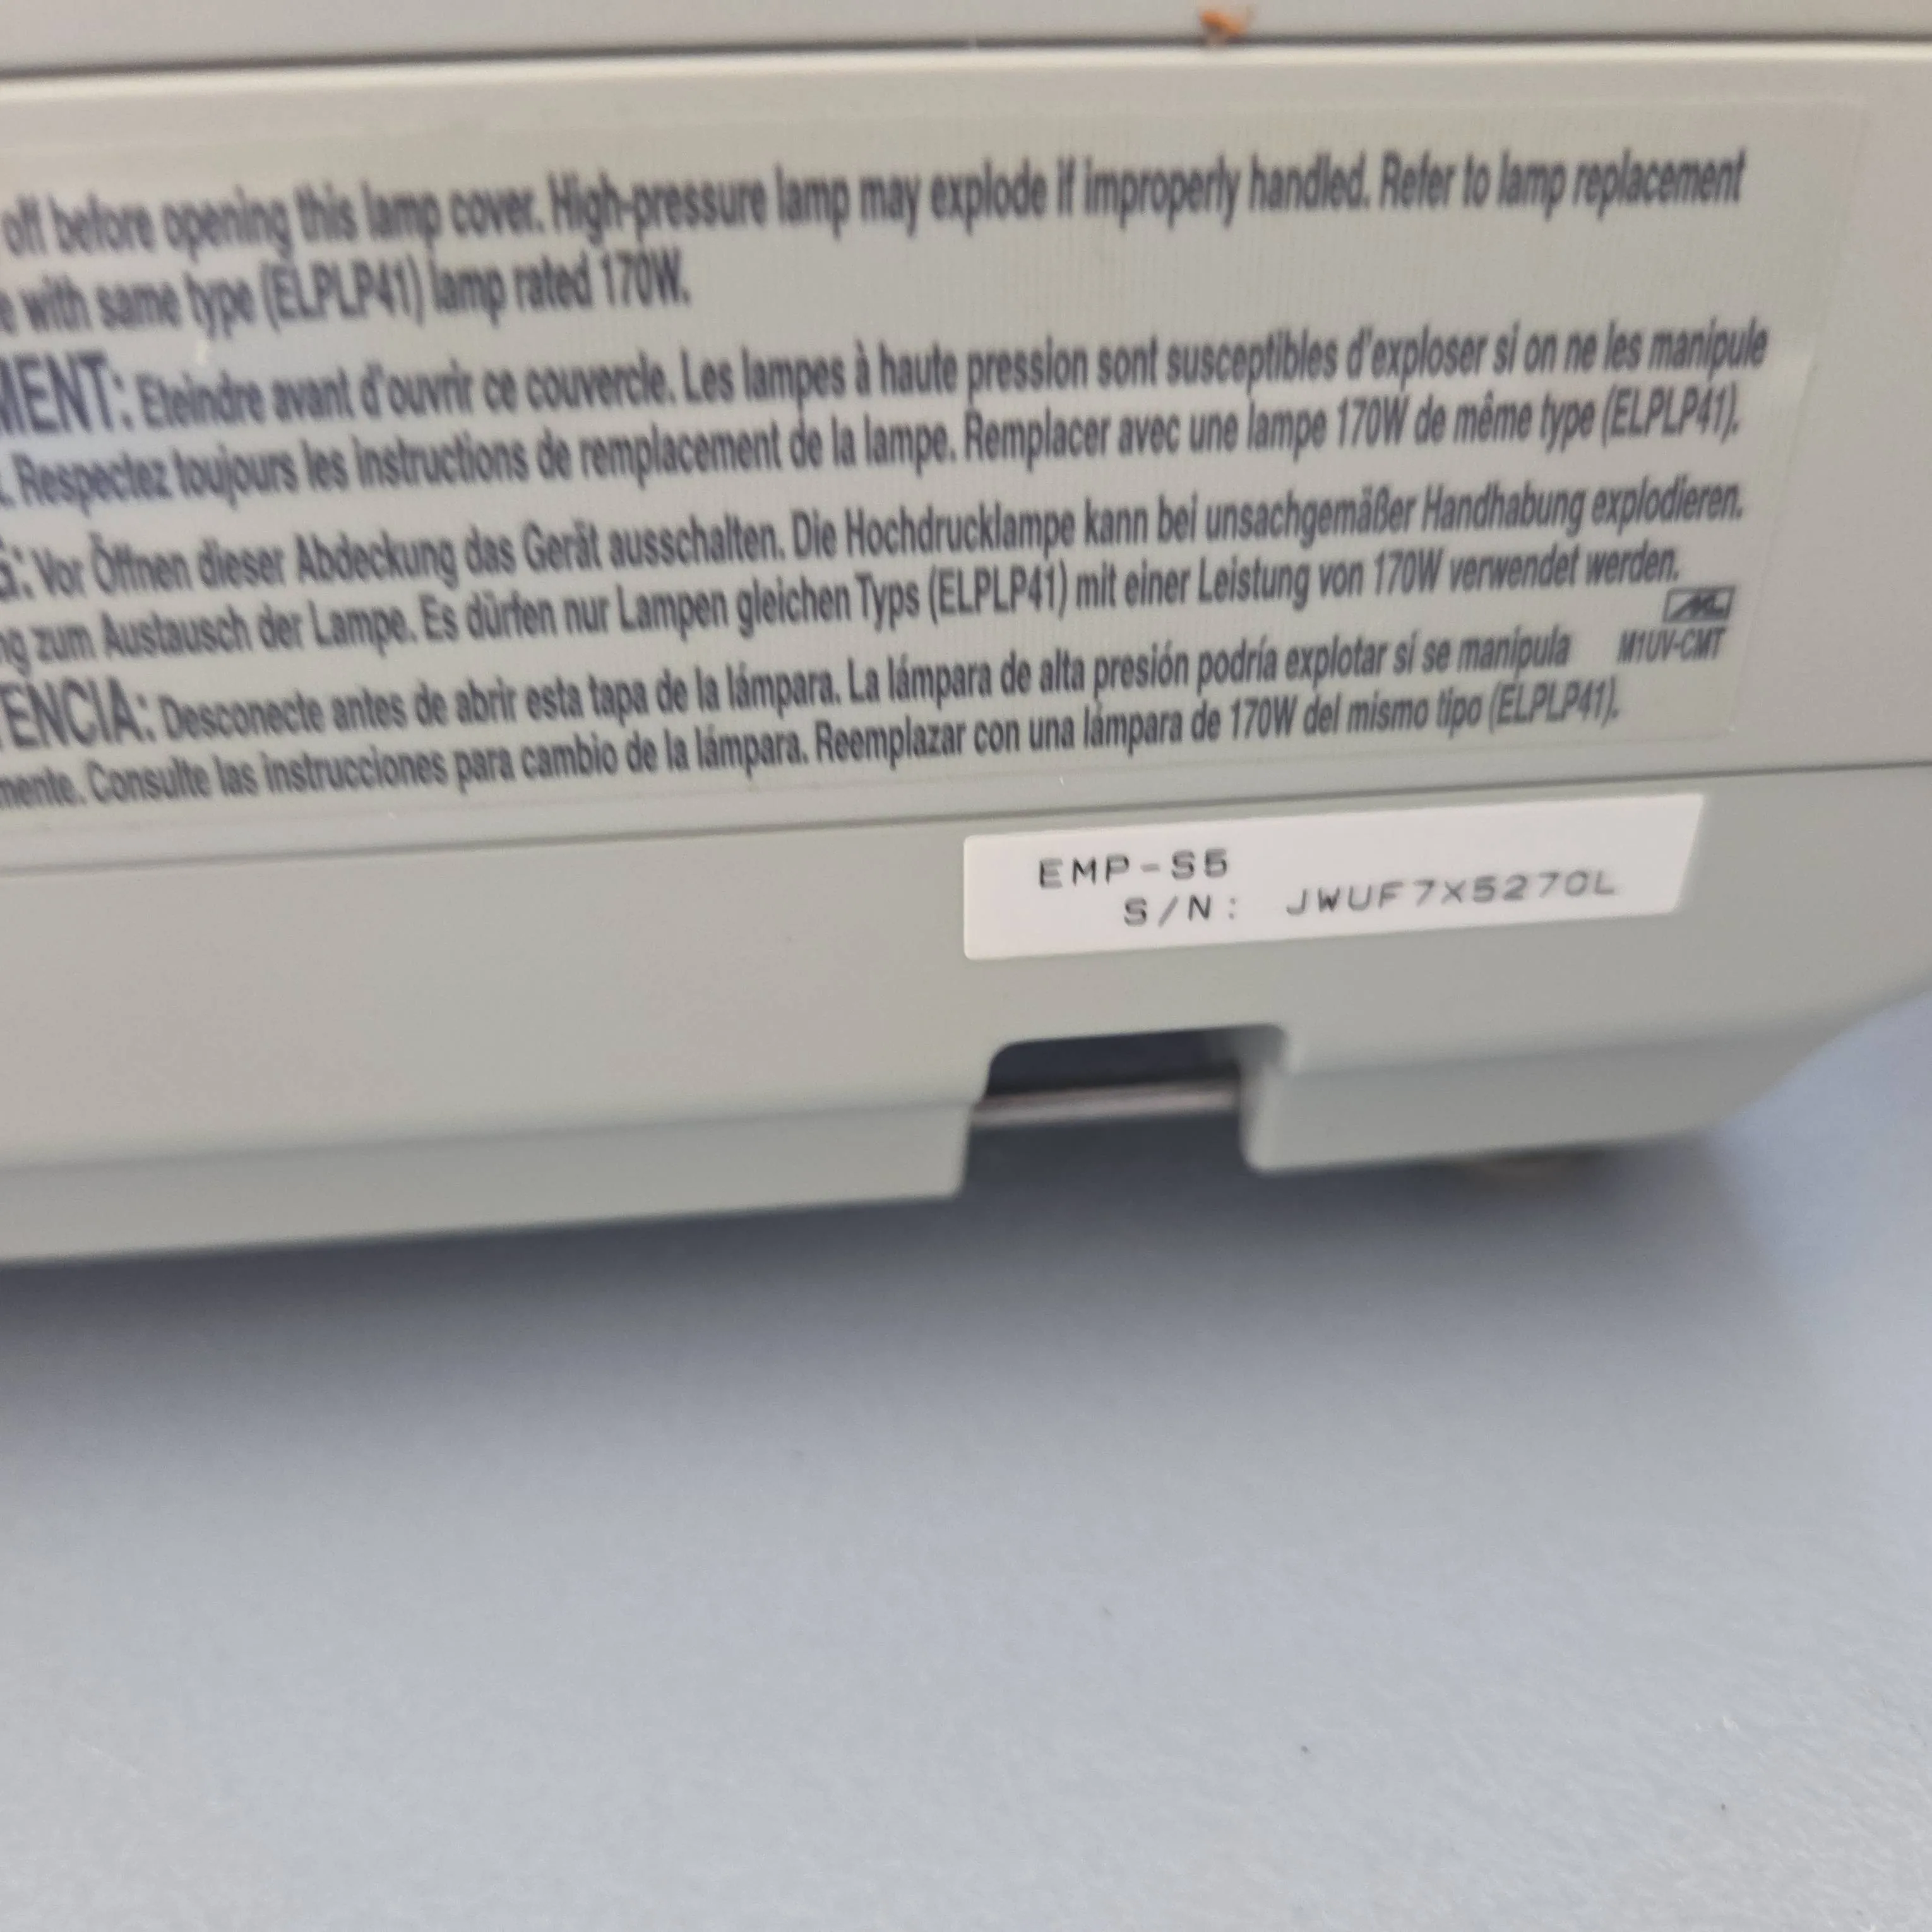 off before opening this lamp cover. High-pressure lamp may explode if improperly handled. Refer to lamp replacement
e with same type (ELPLP41) lamp rated 170W.
MENT: Eteindre avant d'ouvrir ce couvercle. Les lampes à haute pression sont susceptibles d'exploser si on ne les manipule
. Respectez toujours les instructions de remplacement de la lampe. Remplacer avec une lampe 170W de même type (ELPLP41).
G: Vor Öffnen dieser Abdeckung das Gerät ausschalten. Die Hochdrucklampe kann bei unsachgemäßer Handhabung explodieren.
ng zum Austausch der Lampe. Es dürfen nur Lampen gleichen Typs (ELPLP41) mit einer Leistung von 170W verwendet werden.
TENCIA: Desconecte antes de abrir esta tapa de la lámpara. La lámpara de alta presión podría explotar si se manipula
M1UV-CMT
mente. Consulte las instrucciones para cambio de la lámpara. Reemplazar con una lámpara de 170W del mismo tipo (ELPLP41).
EMP-S5
S/N: JWUF7X5270L